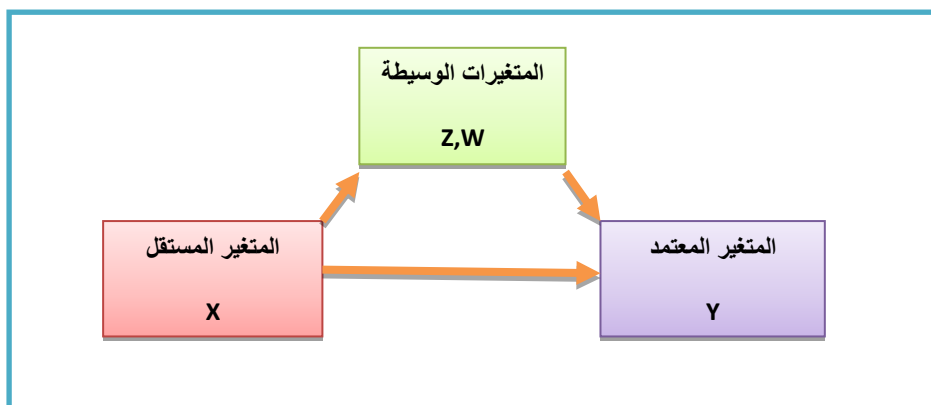 المتغيرات الوسيطة
Z,W
المتغير المستقل
X
المتغير المعتمد
Y